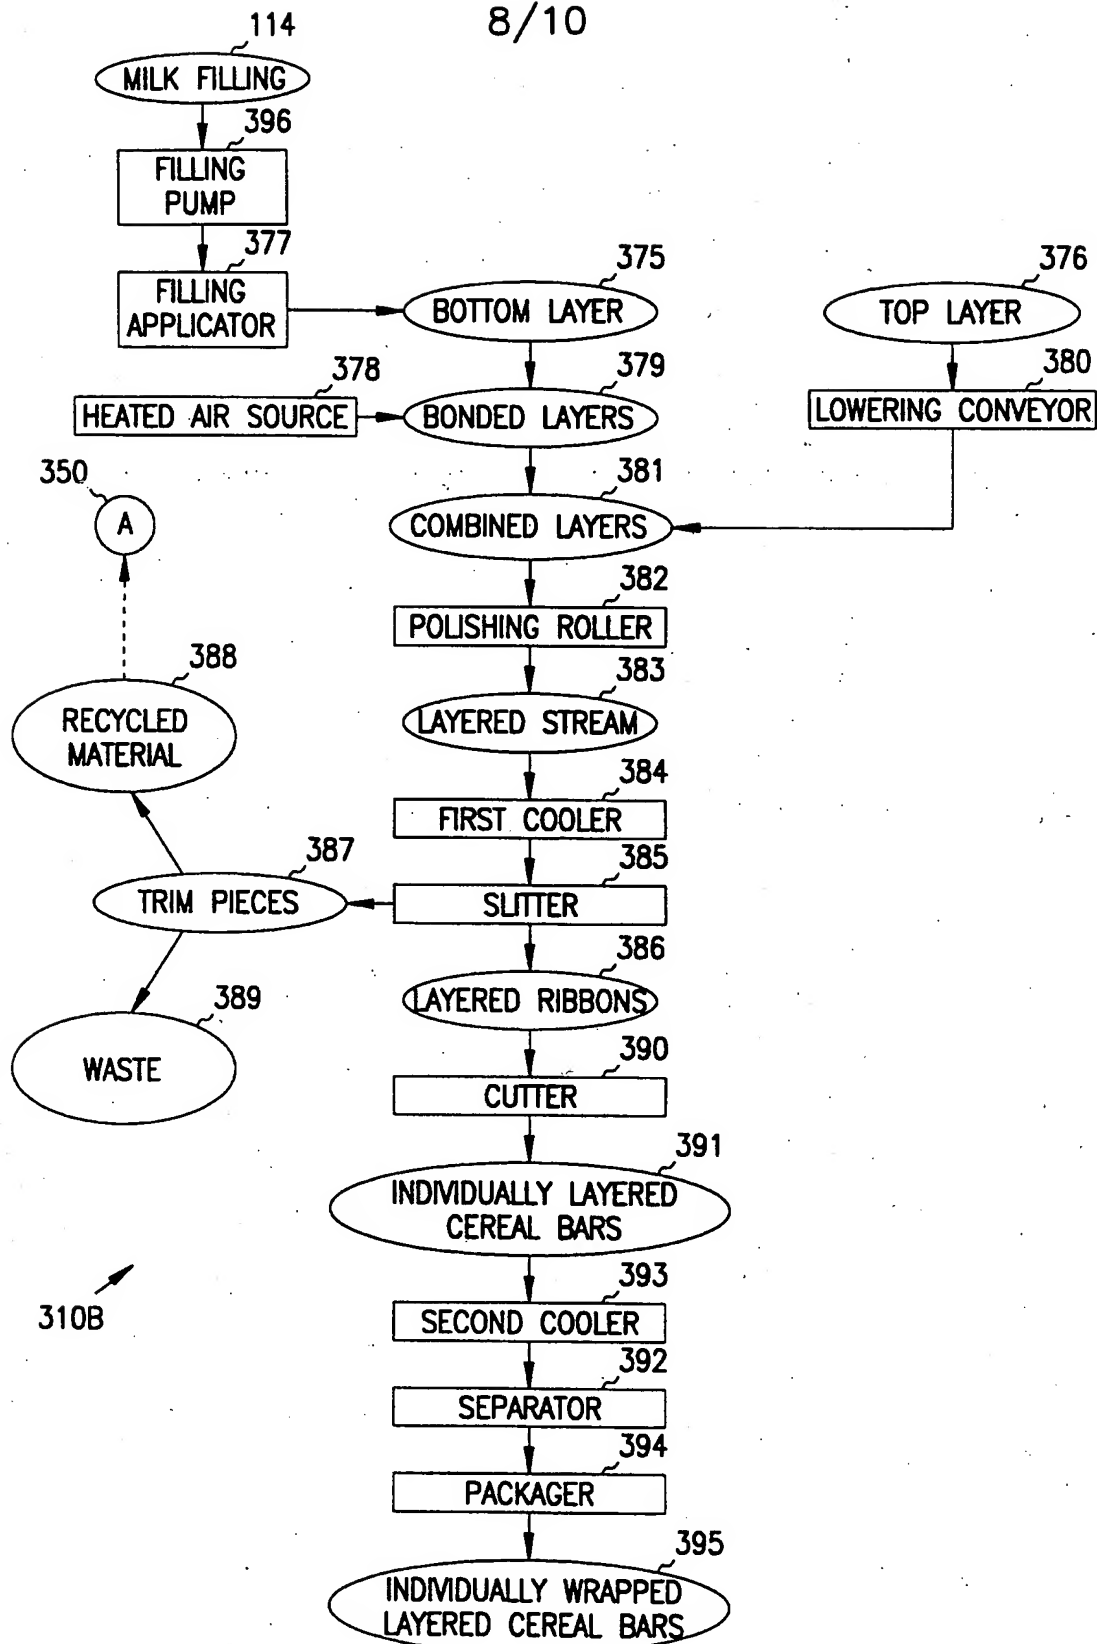 8/10
114
MILK FILLING
396
FILLING
PUMP
377
FILLING
APPLICATOR
375
BOTTOM LAYER
376
TOP LAYER
378
HEATED AIR SOURCE
379
BONDED LAYERS
380
LOWERING CONVEYOR
350
A
381
COMBINED LAYERS
382
POLISHING ROLLER
388
RECYCLED
MATERIAL
383
LAYERED STREAM
384
FIRST COOLER
387
TRIM PIECES
385
SLITTER
386
LAYERED RIBBONS
389
WASTE
390
CUTTER
391
INDIVIDUALLY LAYERED
CEREAL BARS
310B
393
SECOND COOLER
392
SEPARATOR
394
PACKAGER
395
INDIVIDUALLY WRAPPED
LAYERED CEREAL BARS